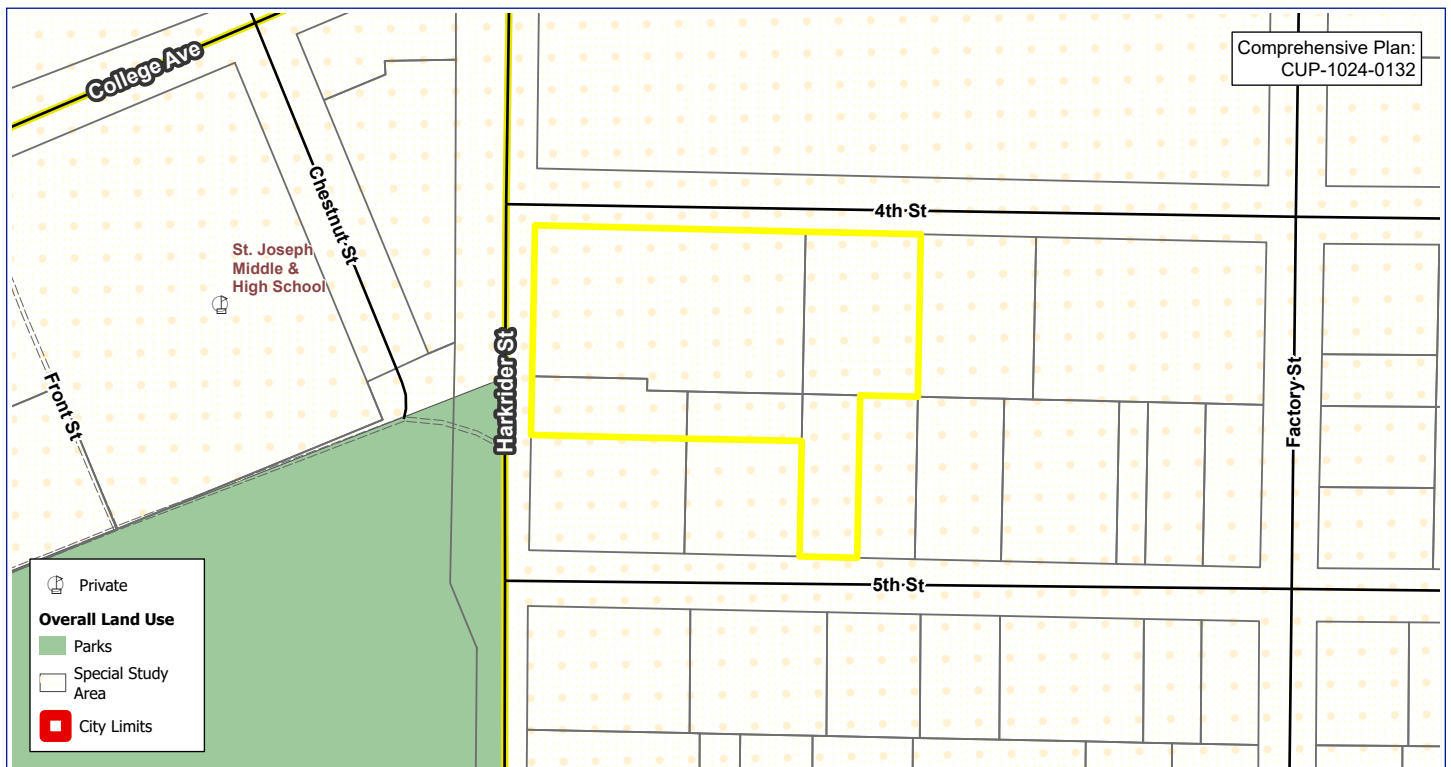 College Ave
Comprehensive Plan:
CUP-1024-0132
Chestnut St
4th St
St. Joseph
Middle &
High School
Harkrider St
Front St
Factory St
5th St
Private
Overall Land Use
Parks
Special Study
Area
City Limits